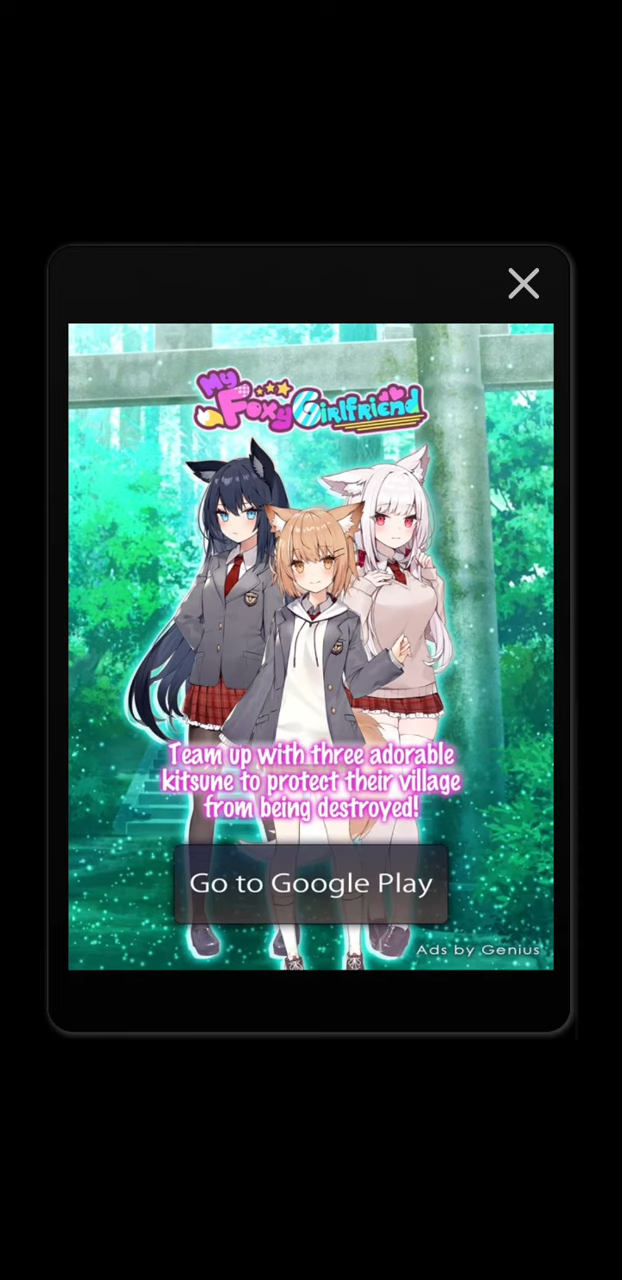 My
Foxy Girlfriend
Team up with three adorable
kitsune to protect their village
from being destroyed!
Go to Google Play
Ads by Genius